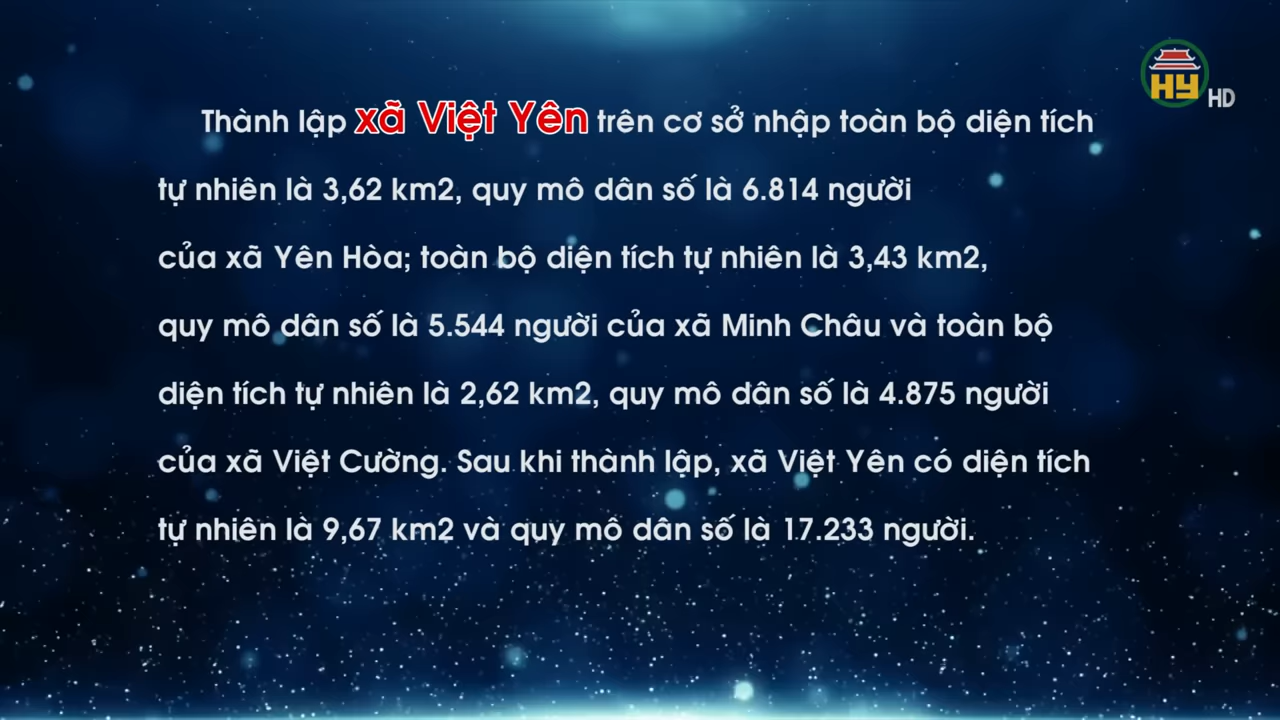 HY HD
Thành lập xã Việt Yên trên cơ sở nhập toàn bộ diện tích
tự nhiên là 3,62 km2, quy mô dân số là 6.814 người
của xã Yên Hòa; toàn bộ diện tích tự nhiên là 3,43 km2,
quy mô dân số là 5.544 người của xã Minh Châu và toàn bộ
diện tích tự nhiên là 2,62 km2, quy mô dân số là 4.875 người
của xã Việt Cường. Sau khi thành lập, xã Việt Yên có diện tích
tự nhiên là 9,67 km2 và quy mô dân số là 17.233 người.